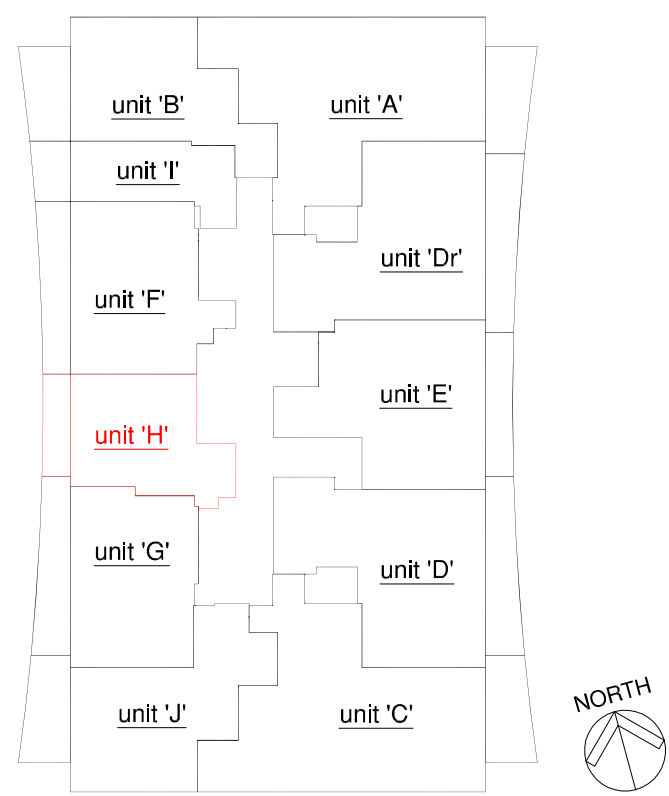 unit 'B'
unit 'A'
unit 'I'
unit 'Dr'
unit 'F'
unit 'E'
unit 'H'
unit 'G'
unit 'D'
unit 'J'
unit 'C'
NORTH